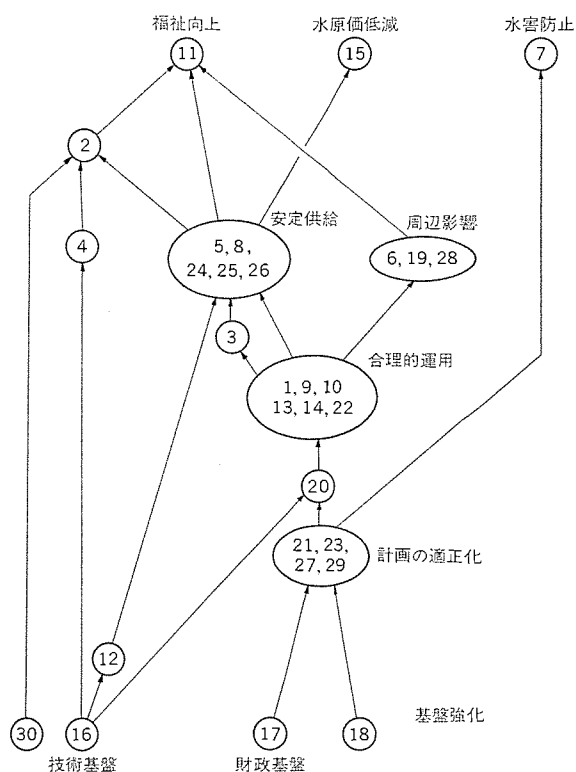 福祉向上
水原価低減
水害防止
11
15
7
2
安定供給
周辺影響
4
5, 8,
24, 25, 26
6, 19, 28
3
合理的運用
1, 9, 10
13, 14, 22
20
21, 23,
27, 29
計画の適正化
12
基盤強化
30
16
17
18
技術基盤
財政基盤